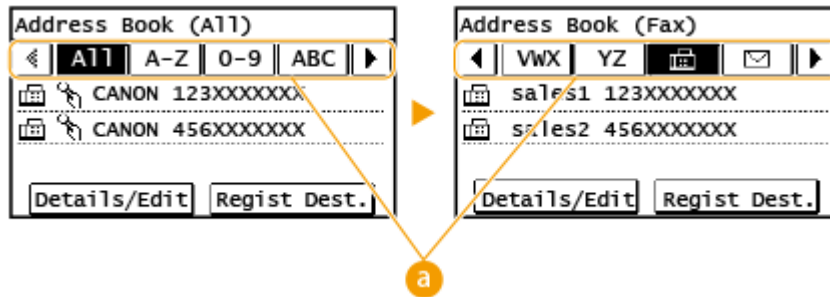 Address Book (All)
All A-Z 0-9 ABC
CANON 123XXXXXXX
CANON 456XXXXXXX
Details/Edit Regist Dest.
Address Book (Fax)
VWX YZ
sales1 123XXXXXXX
sales2 456XXXXXXX
Details/Edit Regist Dest.
a